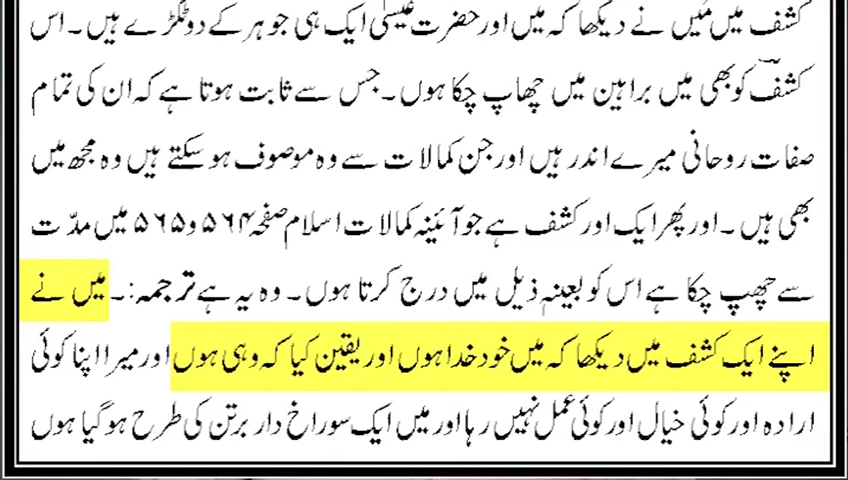 کشف میں مَیں نے دیکھا کہ میں اور حضرت عیسیٰ ایک ہی جوہر کے دو ٹکڑے ہیں۔ اس
کشف کو بھی میں براہین میں چھاپ چکا ہوں۔ جس سے ثابت ہوتا ہے کہ ان کی تمام
صفات روحانی میرے اندر ہیں اور جن کمالات سے وہ موصوف ہو سکتے ہیں وہ مجھ میں
بھی ہیں۔ اور پھر ایک اور کشف ہے جو آئینہ کمالات اسلام صفحہ ۵۶۴ و ۵۶۵ میں مدّت
سے چھپ چکا ہے اس کو بعینہٖ ذیل میں درج کرتا ہوں۔ وہ یہ ہے ترجمہ:۔ میں نے
اپنے ایک کشف میں دیکھا کہ میں خود خدا ہوں اور یقین کیا کہ وہی ہوں اور میرا اپنا کوئی
ارادہ اور کوئی خیال اور کوئی عمل نہیں رہا اور میں ایک سوراخ دار برتن کی طرح ہو گیا ہوں